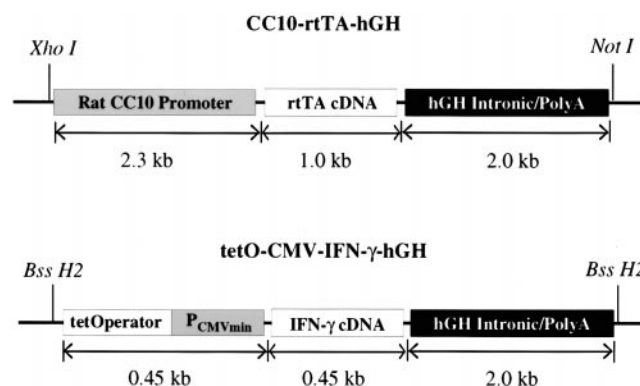 CC10-rtTA-hGH
Xho I Not I
Rat CC10 Promoter rtTA cDNA hGH Intronic/PolyA
2.3 kb 1.0 kb 2.0 kb
tetO-CMV-IFN-γ-hGH
Bss H2 Bss H2
tetOperator PCMVmin IFN-γ cDNA hGH Intronic/PolyA
0.45 kb 0.45 kb 2.0 kb